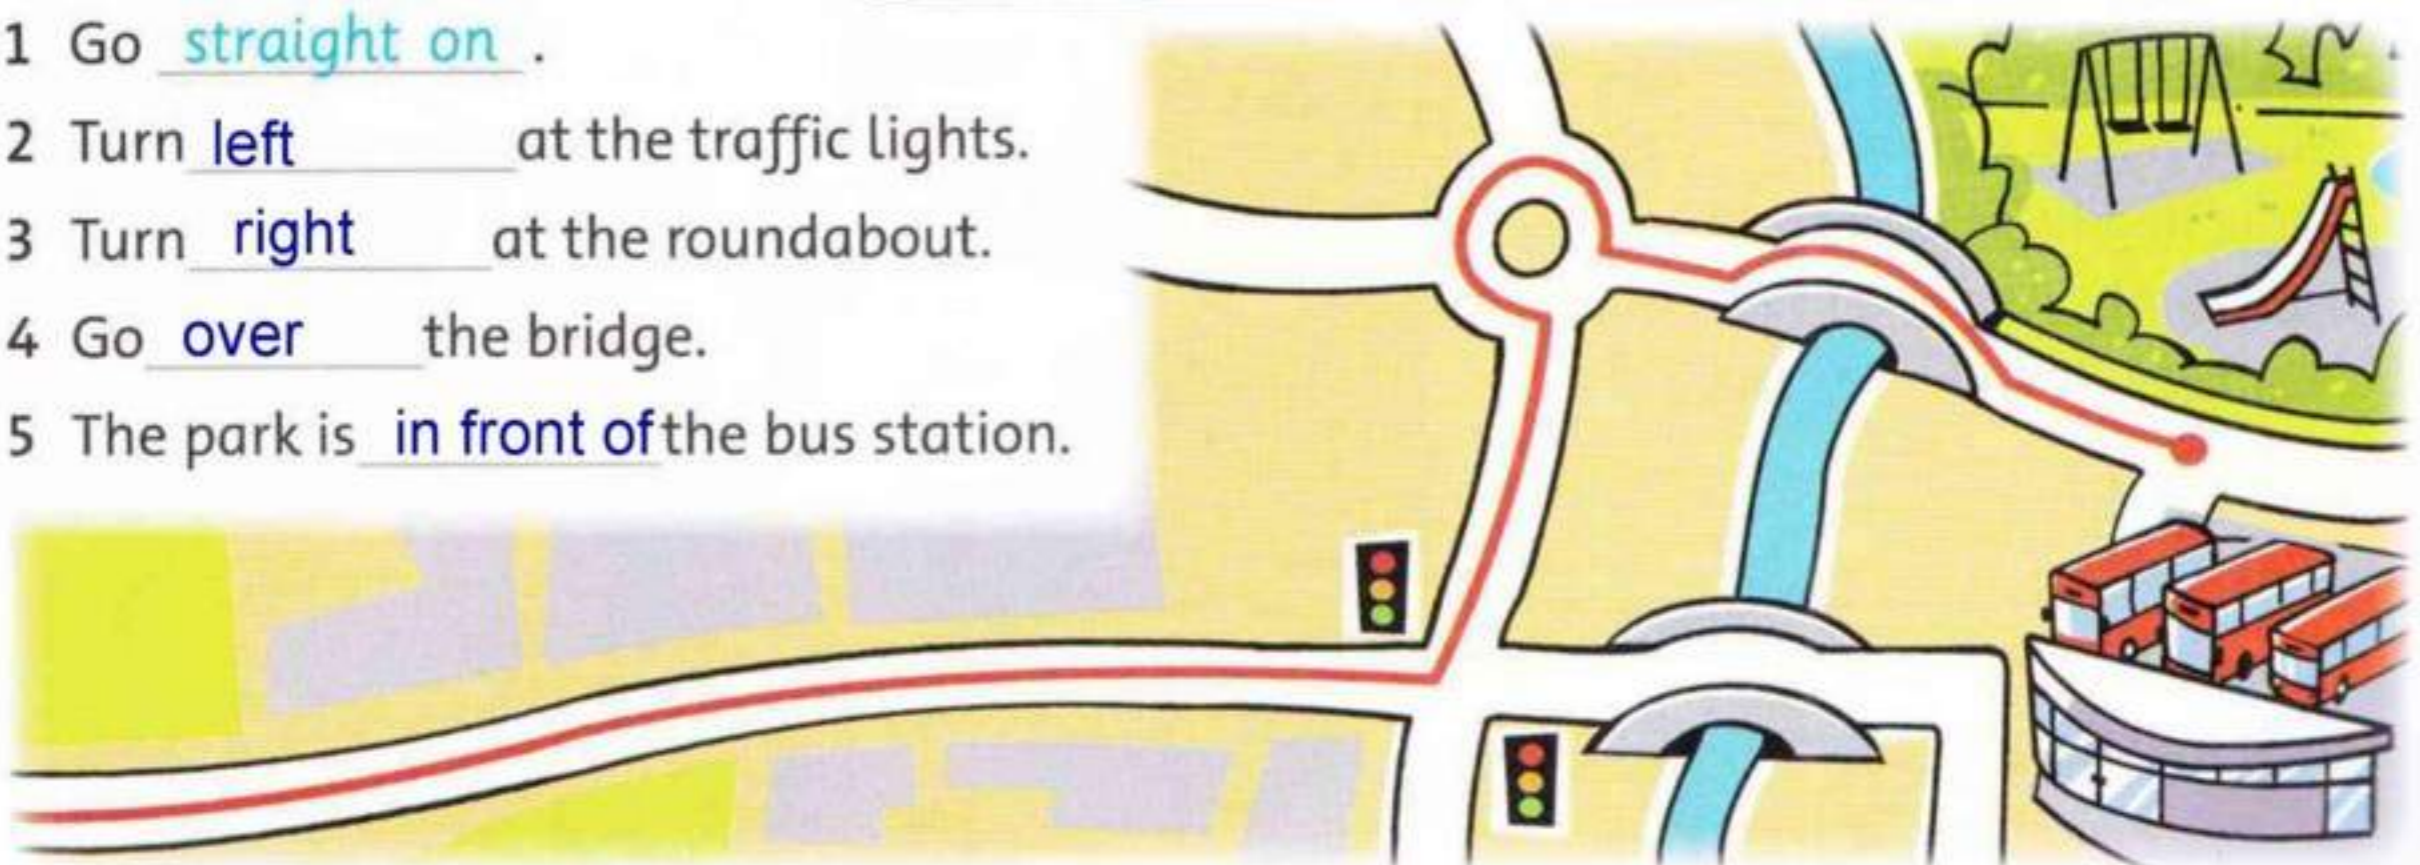 1 Go straight on .
2 Turn left at the traffic lights.
3 Turn right at the roundabout.
4 Go over the bridge.
5 The park is in front of the bus station.